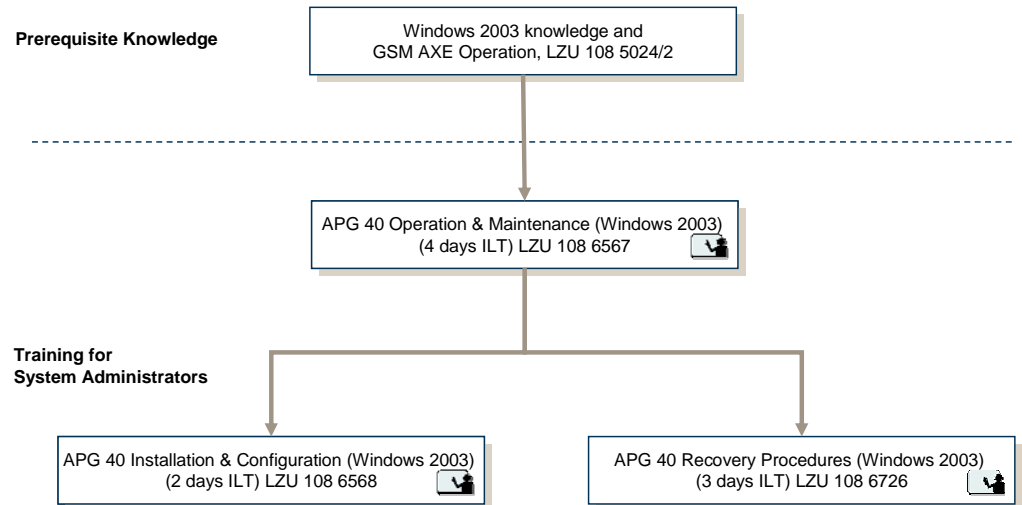 Prerequisite Knowledge
Windows 2003 knowledge and
GSM AXE Operation, LZU 108 5024/2
APG 40 Operation & Maintenance (Windows 2003)
(4 days ILT) LZU 108 6567
Training for
System Administrators
APG 40 Installation & Configuration (Windows 2003)
(2 days ILT) LZU 108 6568
APG 40 Recovery Procedures (Windows 2003)
(3 days ILT) LZU 108 6726